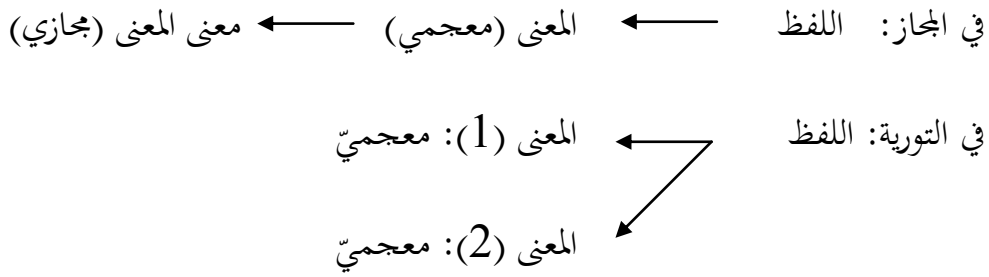 في المجاز: اللفظ المعنى (معجمي) معنى المعنى (مجازي)
في التورية: اللفظ المعنى (1): معجميّ
المعنى (2): معجميّ